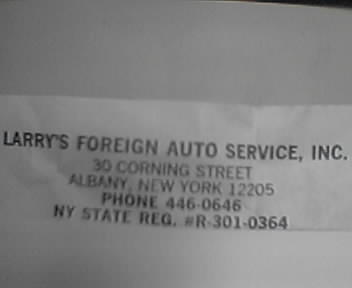 LARRY'S FOREIGN AUTO SERVICE, INC.
30 CORNING STREET
ALBANY, NEW YORK 12205
PHONE 446-0646
NY STATE REG. #R-301-0364